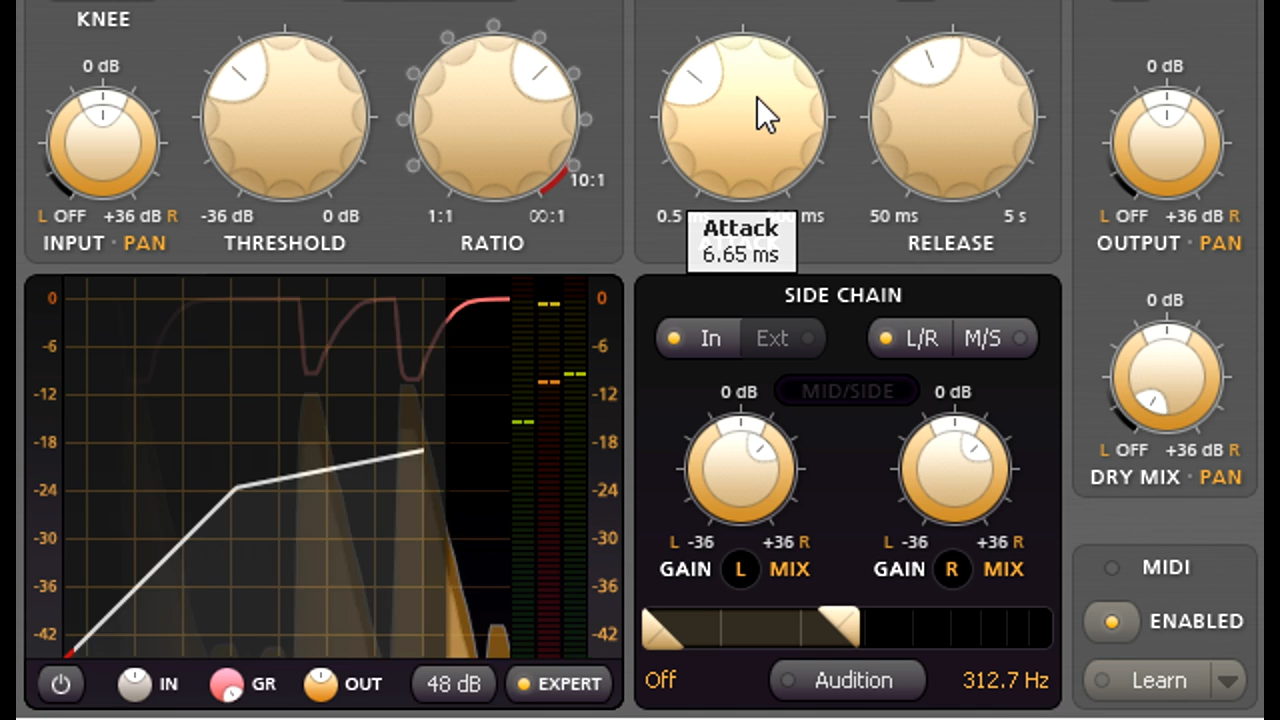 KNEE
0 dB
L OFF +36 dB R
INPUT · PAN
-36 dB 0 dB
THRESHOLD
10:1
1:1 ∞:1
RATIO
0.5 ms
Attack
6.65 ms
50 ms 5 s
RELEASE
0 dB
L OFF +36 dB R
OUTPUT · PAN
0 dB
L OFF +36 dB R
DRY MIX · PAN
0 0
-6 -6
-12 -12
-18 -18
-24 -24
-30 -30
-36 -36
-42 -42
IN GR OUT 48 dB EXPERT
SIDE CHAIN
In Ext L/R M/S
MID/SIDE
0 dB 0 dB
L -36 +36 R L -36 +36 R
GAIN L MIX GAIN R MIX
Off Audition 312.7 Hz
MIDI
ENABLED
Learn